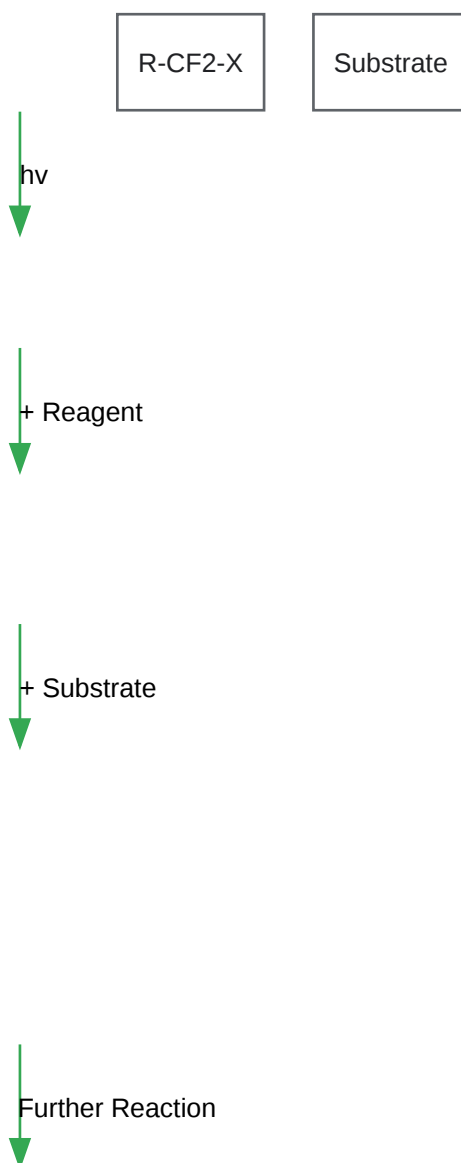 R-CF2-X Substrate
hv
+ Reagent
+ Substrate
Further Reaction